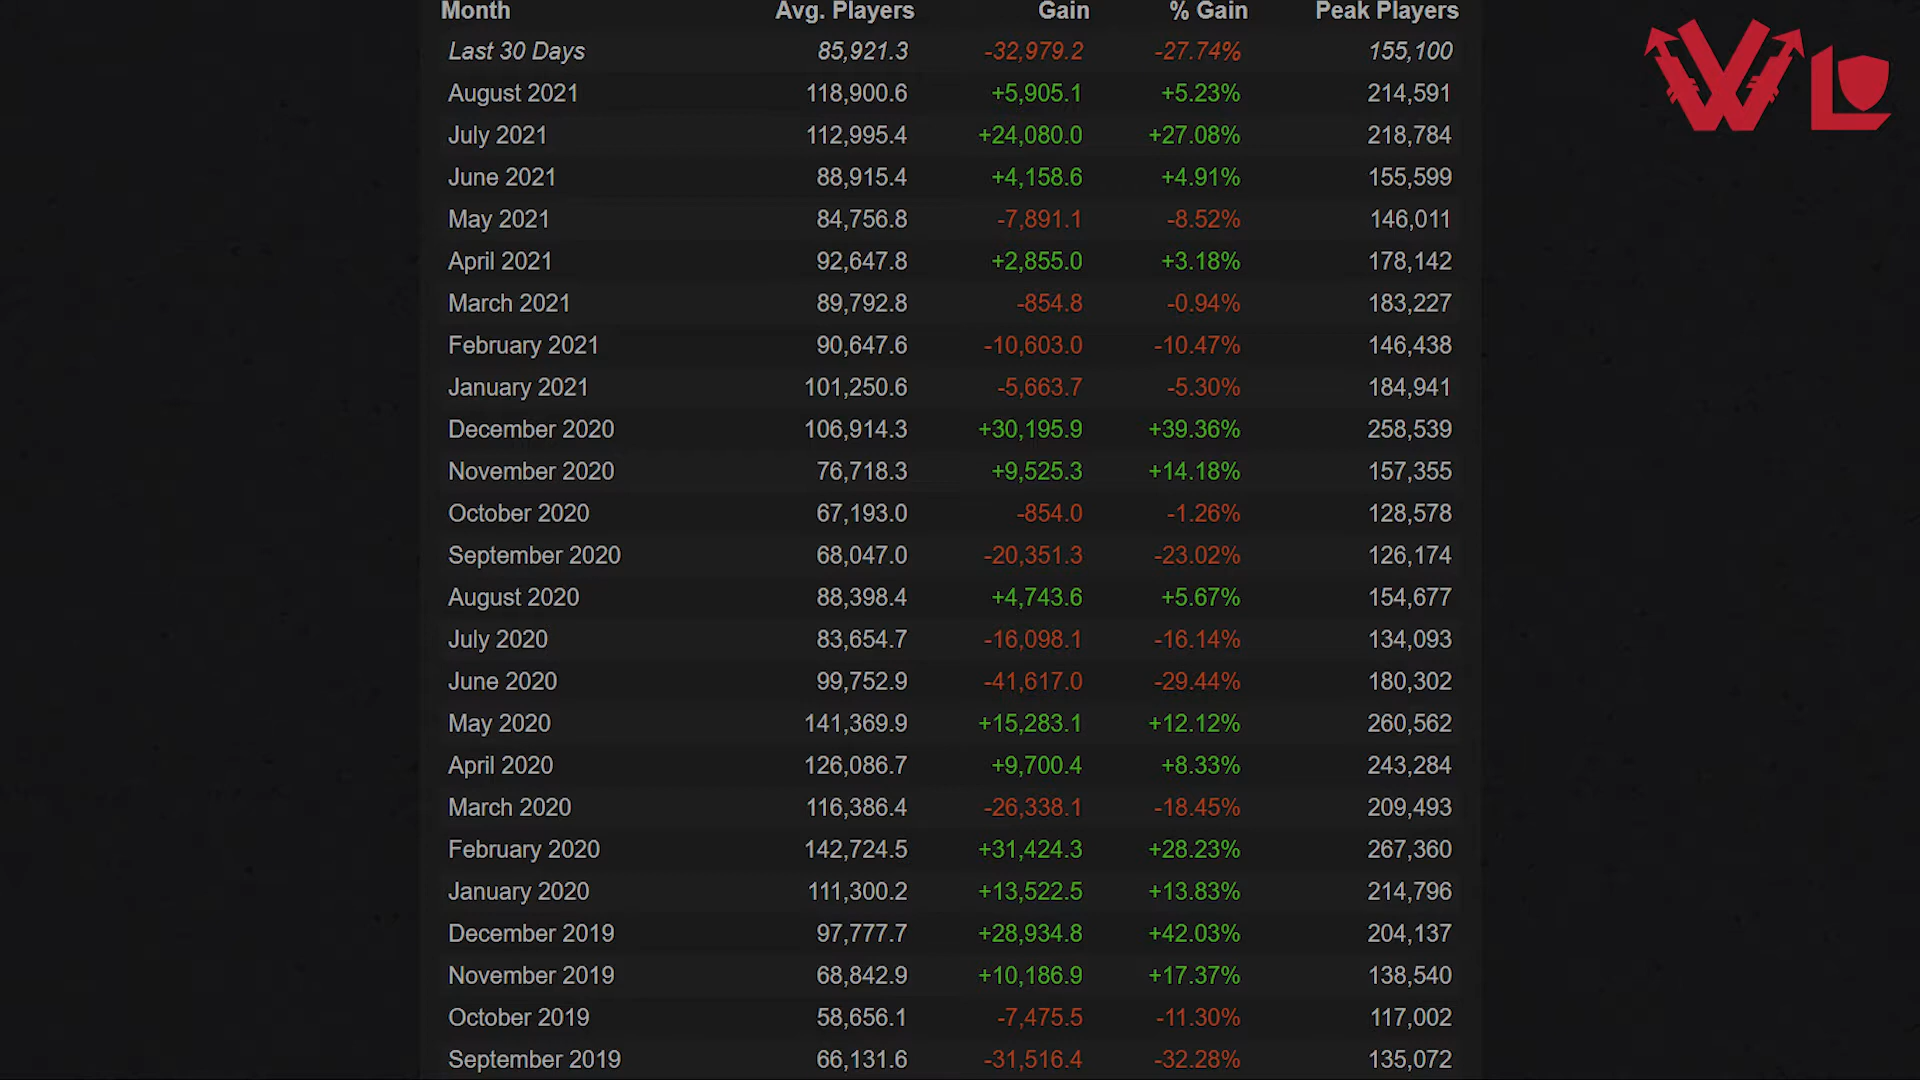 Month Avg. Players Gain % Gain Peak Players
Last 30 Days 85,921.3 -32,979.2 -27.74% 155,100
August 2021 118,900.6 +5,905.1 +5.23% 214,591
July 2021 112,995.4 +24,080.0 +27.08% 218,784
June 2021 88,915.4 +4,158.6 +4.91% 155,599
May 2021 84,756.8 -7,891.1 -8.52% 146,011
April 2021 92,647.8 +2,855.0 +3.18% 178,142
March 2021 89,792.8 -854.8 -0.94% 183,227
February 2021 90,647.6 -10,603.0 -10.47% 146,438
January 2021 101,250.6 -5,663.7 -5.30% 184,941
December 2020 106,914.3 +30,195.9 +39.36% 258,539
November 2020 76,718.3 +9,525.3 +14.18% 157,355
October 2020 67,193.0 -854.0 -1.26% 128,578
September 2020 68,047.0 -20,351.3 -23.02% 126,174
August 2020 88,398.4 +4,743.6 +5.67% 154,677
July 2020 83,654.7 -16,098.1 -16.14% 134,093
June 2020 99,752.9 -41,617.0 -29.44% 180,302
May 2020 141,369.9 +15,283.1 +12.12% 260,562
April 2020 126,086.7 +9,700.4 +8.33% 243,284
March 2020 116,386.4 -26,338.1 -18.45% 209,493
February 2020 142,724.5 +31,424.3 +28.23% 267,360
January 2020 111,300.2 +13,522.5 +13.83% 214,796
December 2019 97,777.7 +28,934.8 +42.03% 204,137
November 2019 68,842.9 +10,186.9 +17.37% 138,540
October 2019 58,656.1 -7,475.5 -11.30% 117,002
September 2019 66,131.6 -31,516.4 -32.28% 135,072
WL